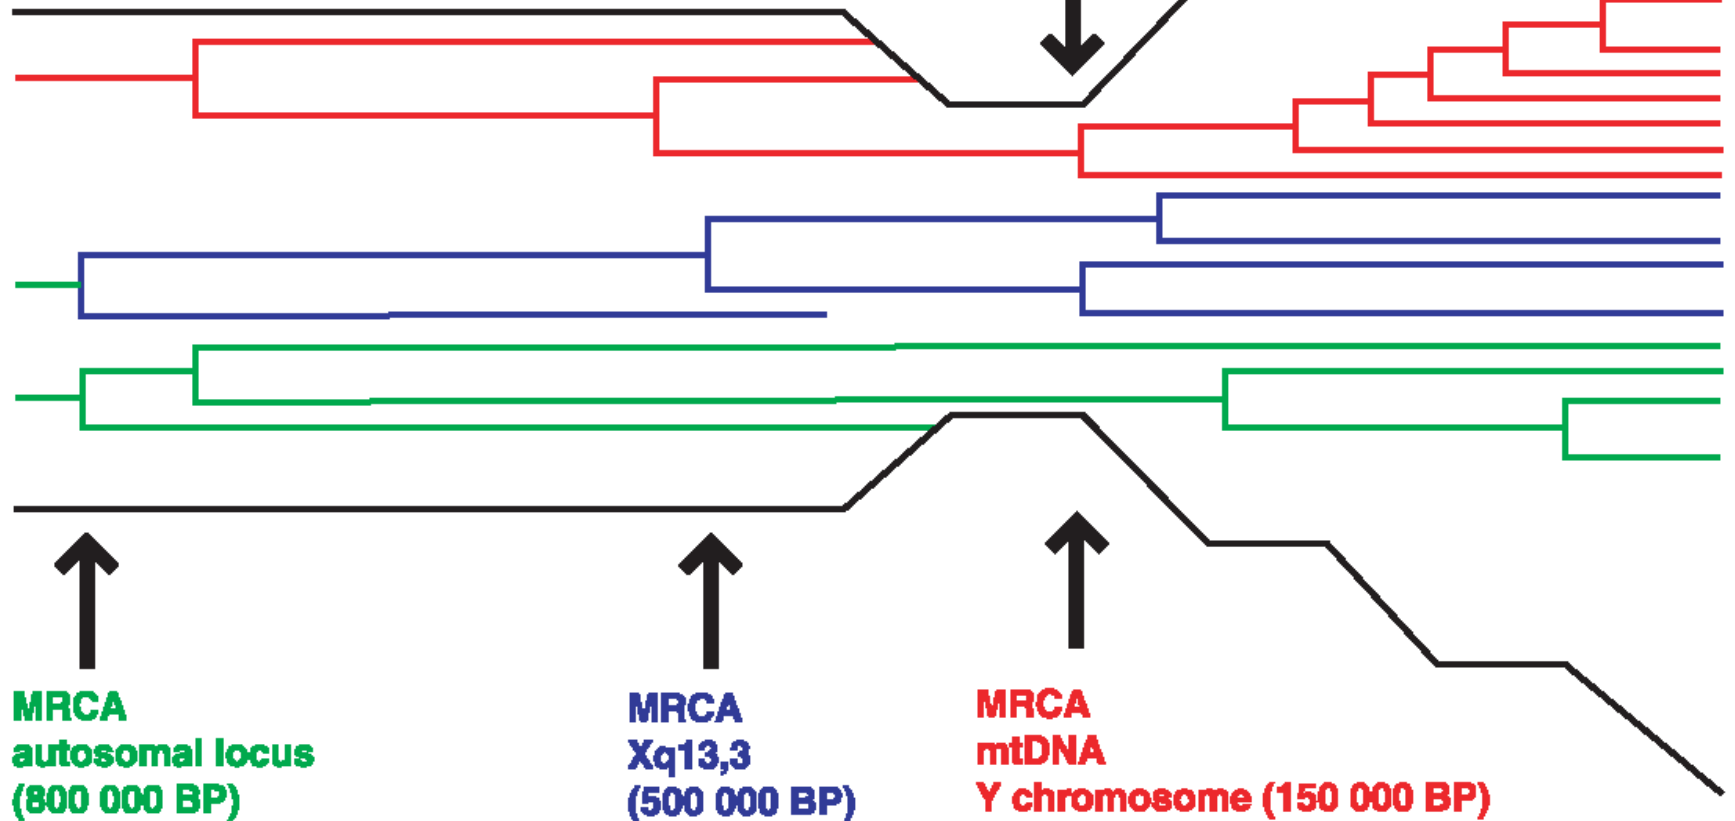 MRCA
autosomal locus
(800 000 BP)
MRCA
Xq13,3
(500 000 BP)
MRCA
mtDNA
Y chromosome (150 000 BP)